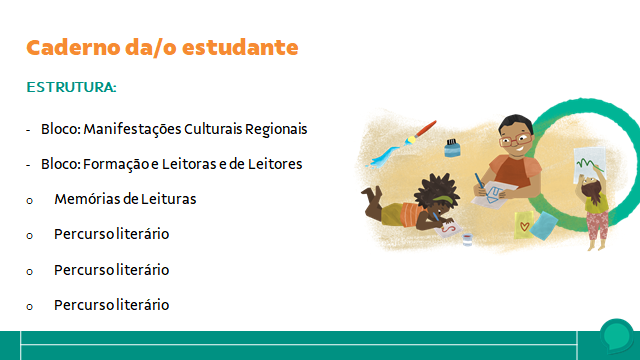 Caderno da/o estudante
ESTRUTURA:
- Bloco: Manifestações Culturais Regionais
- Bloco: Formação e Leitoras e de Leitores
o Memórias de Leituras
o Percurso literário
o Percurso literário
o Percurso literário